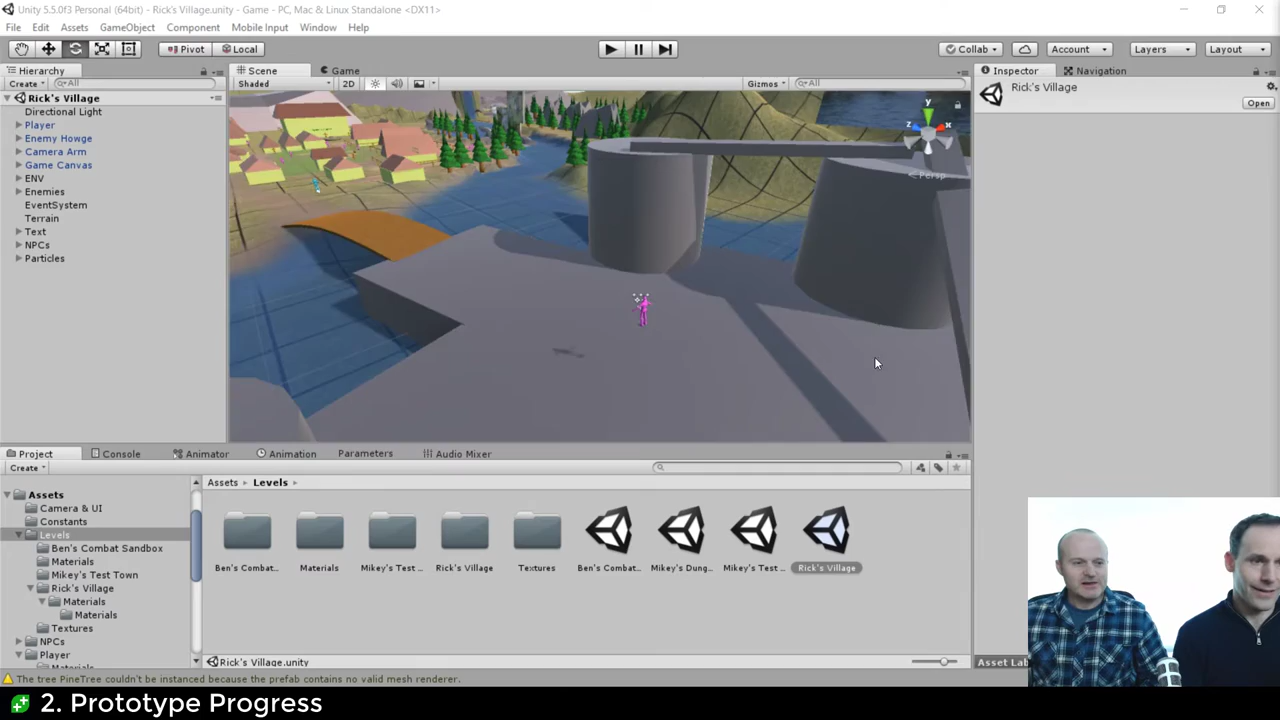 Unity 5.5.0f3 Personal (64bit) - Rick's Village.unity - Game - PC, Mac & Linux Standalone <DX11>
File Edit Assets GameObject Component Mobile Input Window Help
Pivot Local Collab Account Layers Layout
Hierarchy Scene Game Inspector Navigation
Create All Shaded 2D Gizmos All
Rick's Village
Open
Rick's Village
Directional Light
Player
Enemy Howge
Camera Arm
Game Canvas
ENV
Enemies
EventSystem
Terrain
Text
NPCs
Particles
y
z x
Persp
Project Console Animator Animation Parameters Audio Mixer
Create
Assets Levels
Assets
Camera & UI
Constants
Levels
Ben's Combat Sandbox
Materials
Mikey's Test Town
Rick's Village
Materials
Materials
Textures
NPCs
Player
Materials
Ben's Combat... Materials Mikey's Test ... Rick's Village Textures Ben's Combat... Mikey's Dung... Mikey's Test ... Rick's Village
Rick's Village.unity
Asset Lab
The tree PineTree couldn't be instanced because the prefab contains no valid mesh renderer.
2. Prototype Progress